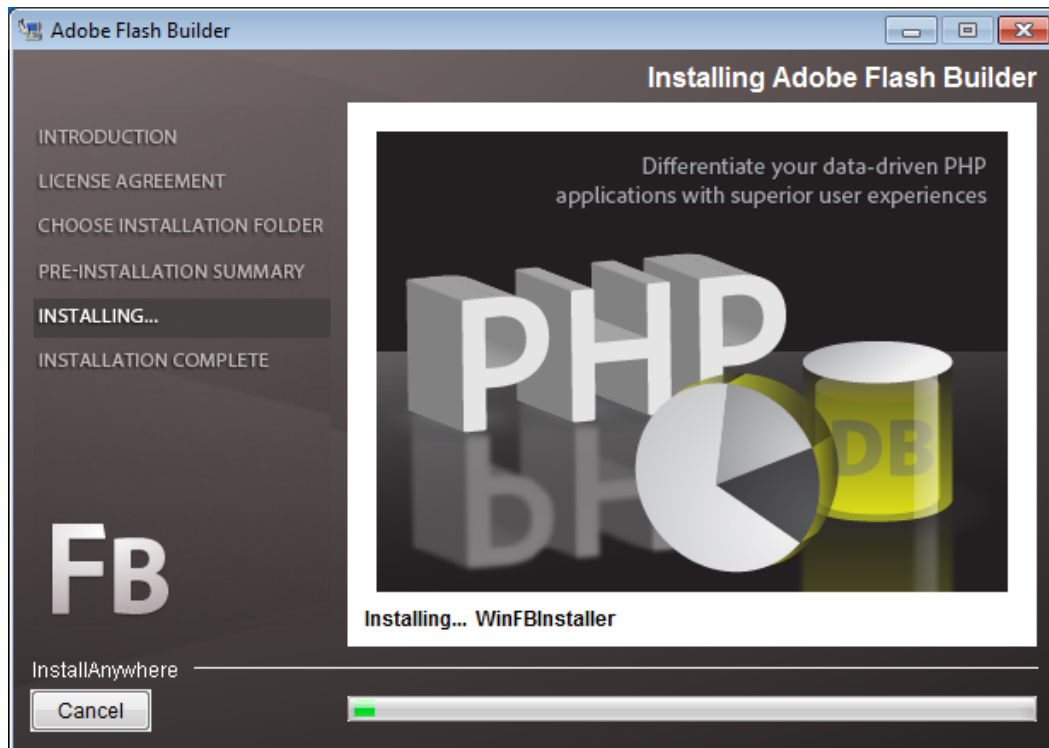 Adobe Flash Builder
Installing Adobe Flash Builder
INTRODUCTION
LICENSE AGREEMENT
CHOOSE INSTALLATION FOLDER
PRE-INSTALLATION SUMMARY
INSTALLING...
INSTALLATION COMPLETE
Differentiate your data-driven PHP
applications with superior user experiences
PHP
DB
FB
Installing... WinFBInstaller
InstallAnywhere
Cancel